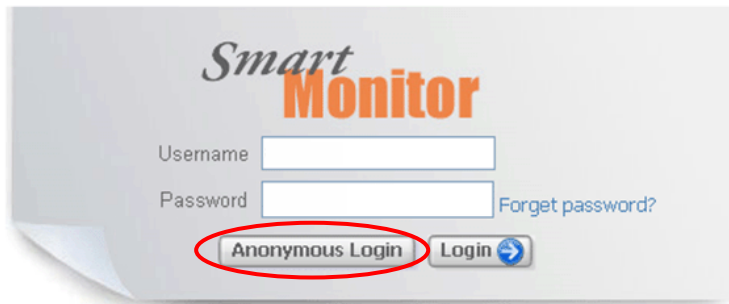 Smart
Monitor
Username
Password
Forget password?
Anonymous Login
Login